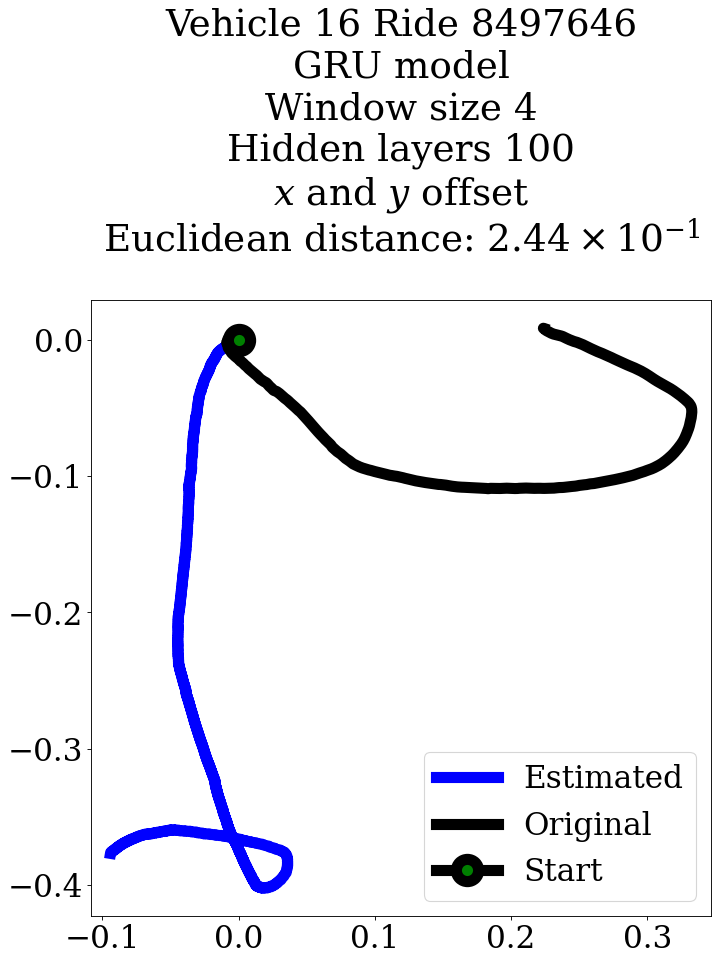 Vehicle 16 Ride 8497646
GRU model
Window size 4
Hidden layers 100
x and y offset
Euclidean distance: 2.44 × 10⁻¹
0.0
−0.1
−0.2
−0.3
−0.4
−0.1
0.0
0.1
0.2
0.3
Estimated
Original
Start